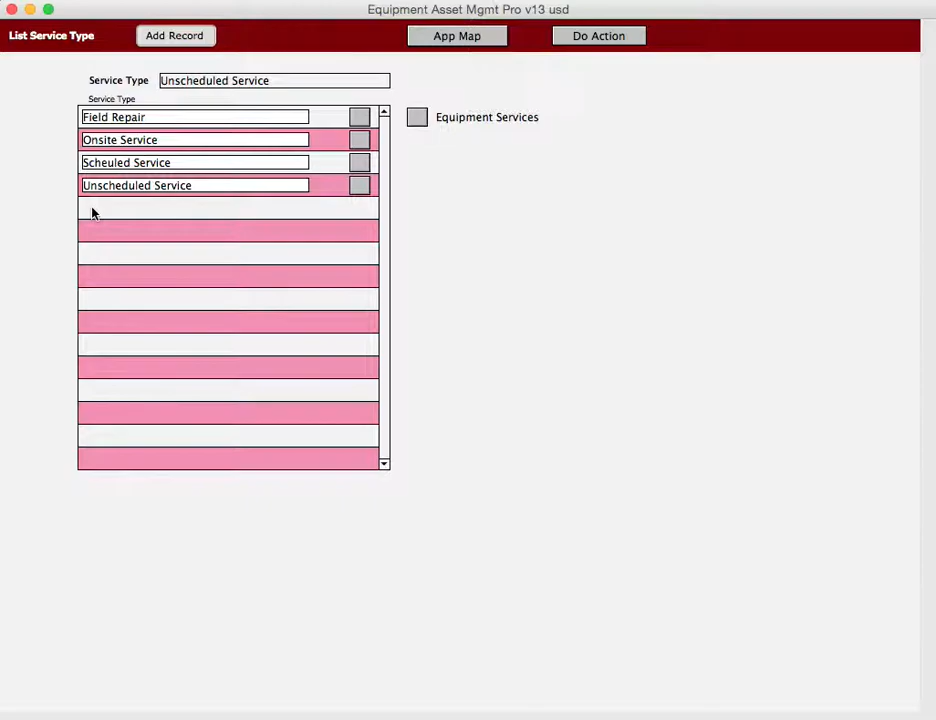 Equipment Asset Mgmt Pro v13 usd
List Service Type Add Record App Map Do Action
Service Type Unscheduled Service
Service Type
Field Repair Equipment Services
Onsite Service
Scheuled Service
Unscheduled Service